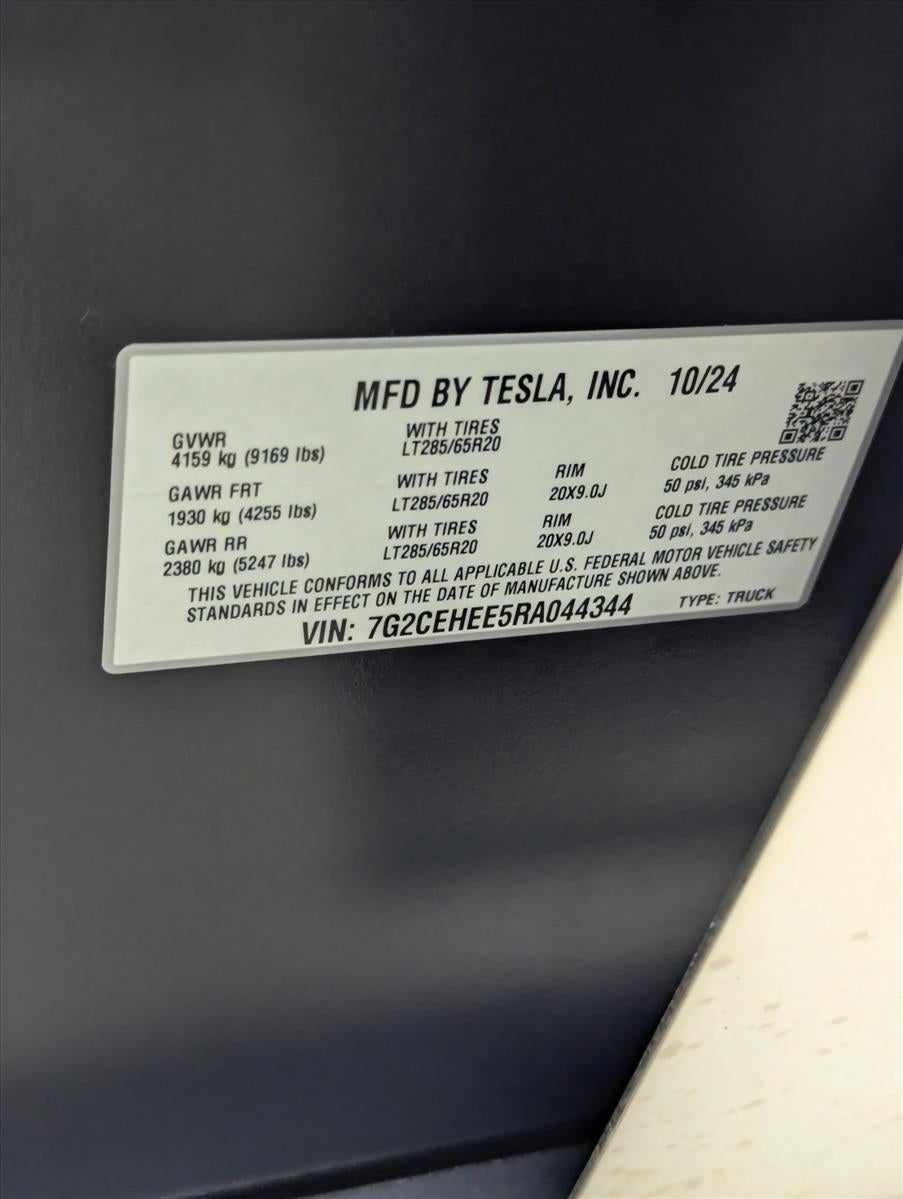 MFD BY TESLA, INC. 10/24
GVWR
4159 kg (9169 lbs)
WITH TIRES
LT285/65R20
GAWR FRT
1930 kg (4255 lbs)
WITH TIRES
LT285/65R20
RIM
20X9.0J
COLD TIRE PRESSURE
50 psi, 345 kPa
GAWR RR
2380 kg (5247 lbs)
WITH TIRES
LT285/65R20
RIM
20X9.0J
COLD TIRE PRESSURE
50 psi, 345 kPa
THIS VEHICLE CONFORMS TO ALL APPLICABLE U.S. FEDERAL MOTOR VEHICLE SAFETY
STANDARDS IN EFFECT ON THE DATE OF MANUFACTURE SHOWN ABOVE.
VIN: 7G2CEHEE5RA044344 TYPE: TRUCK